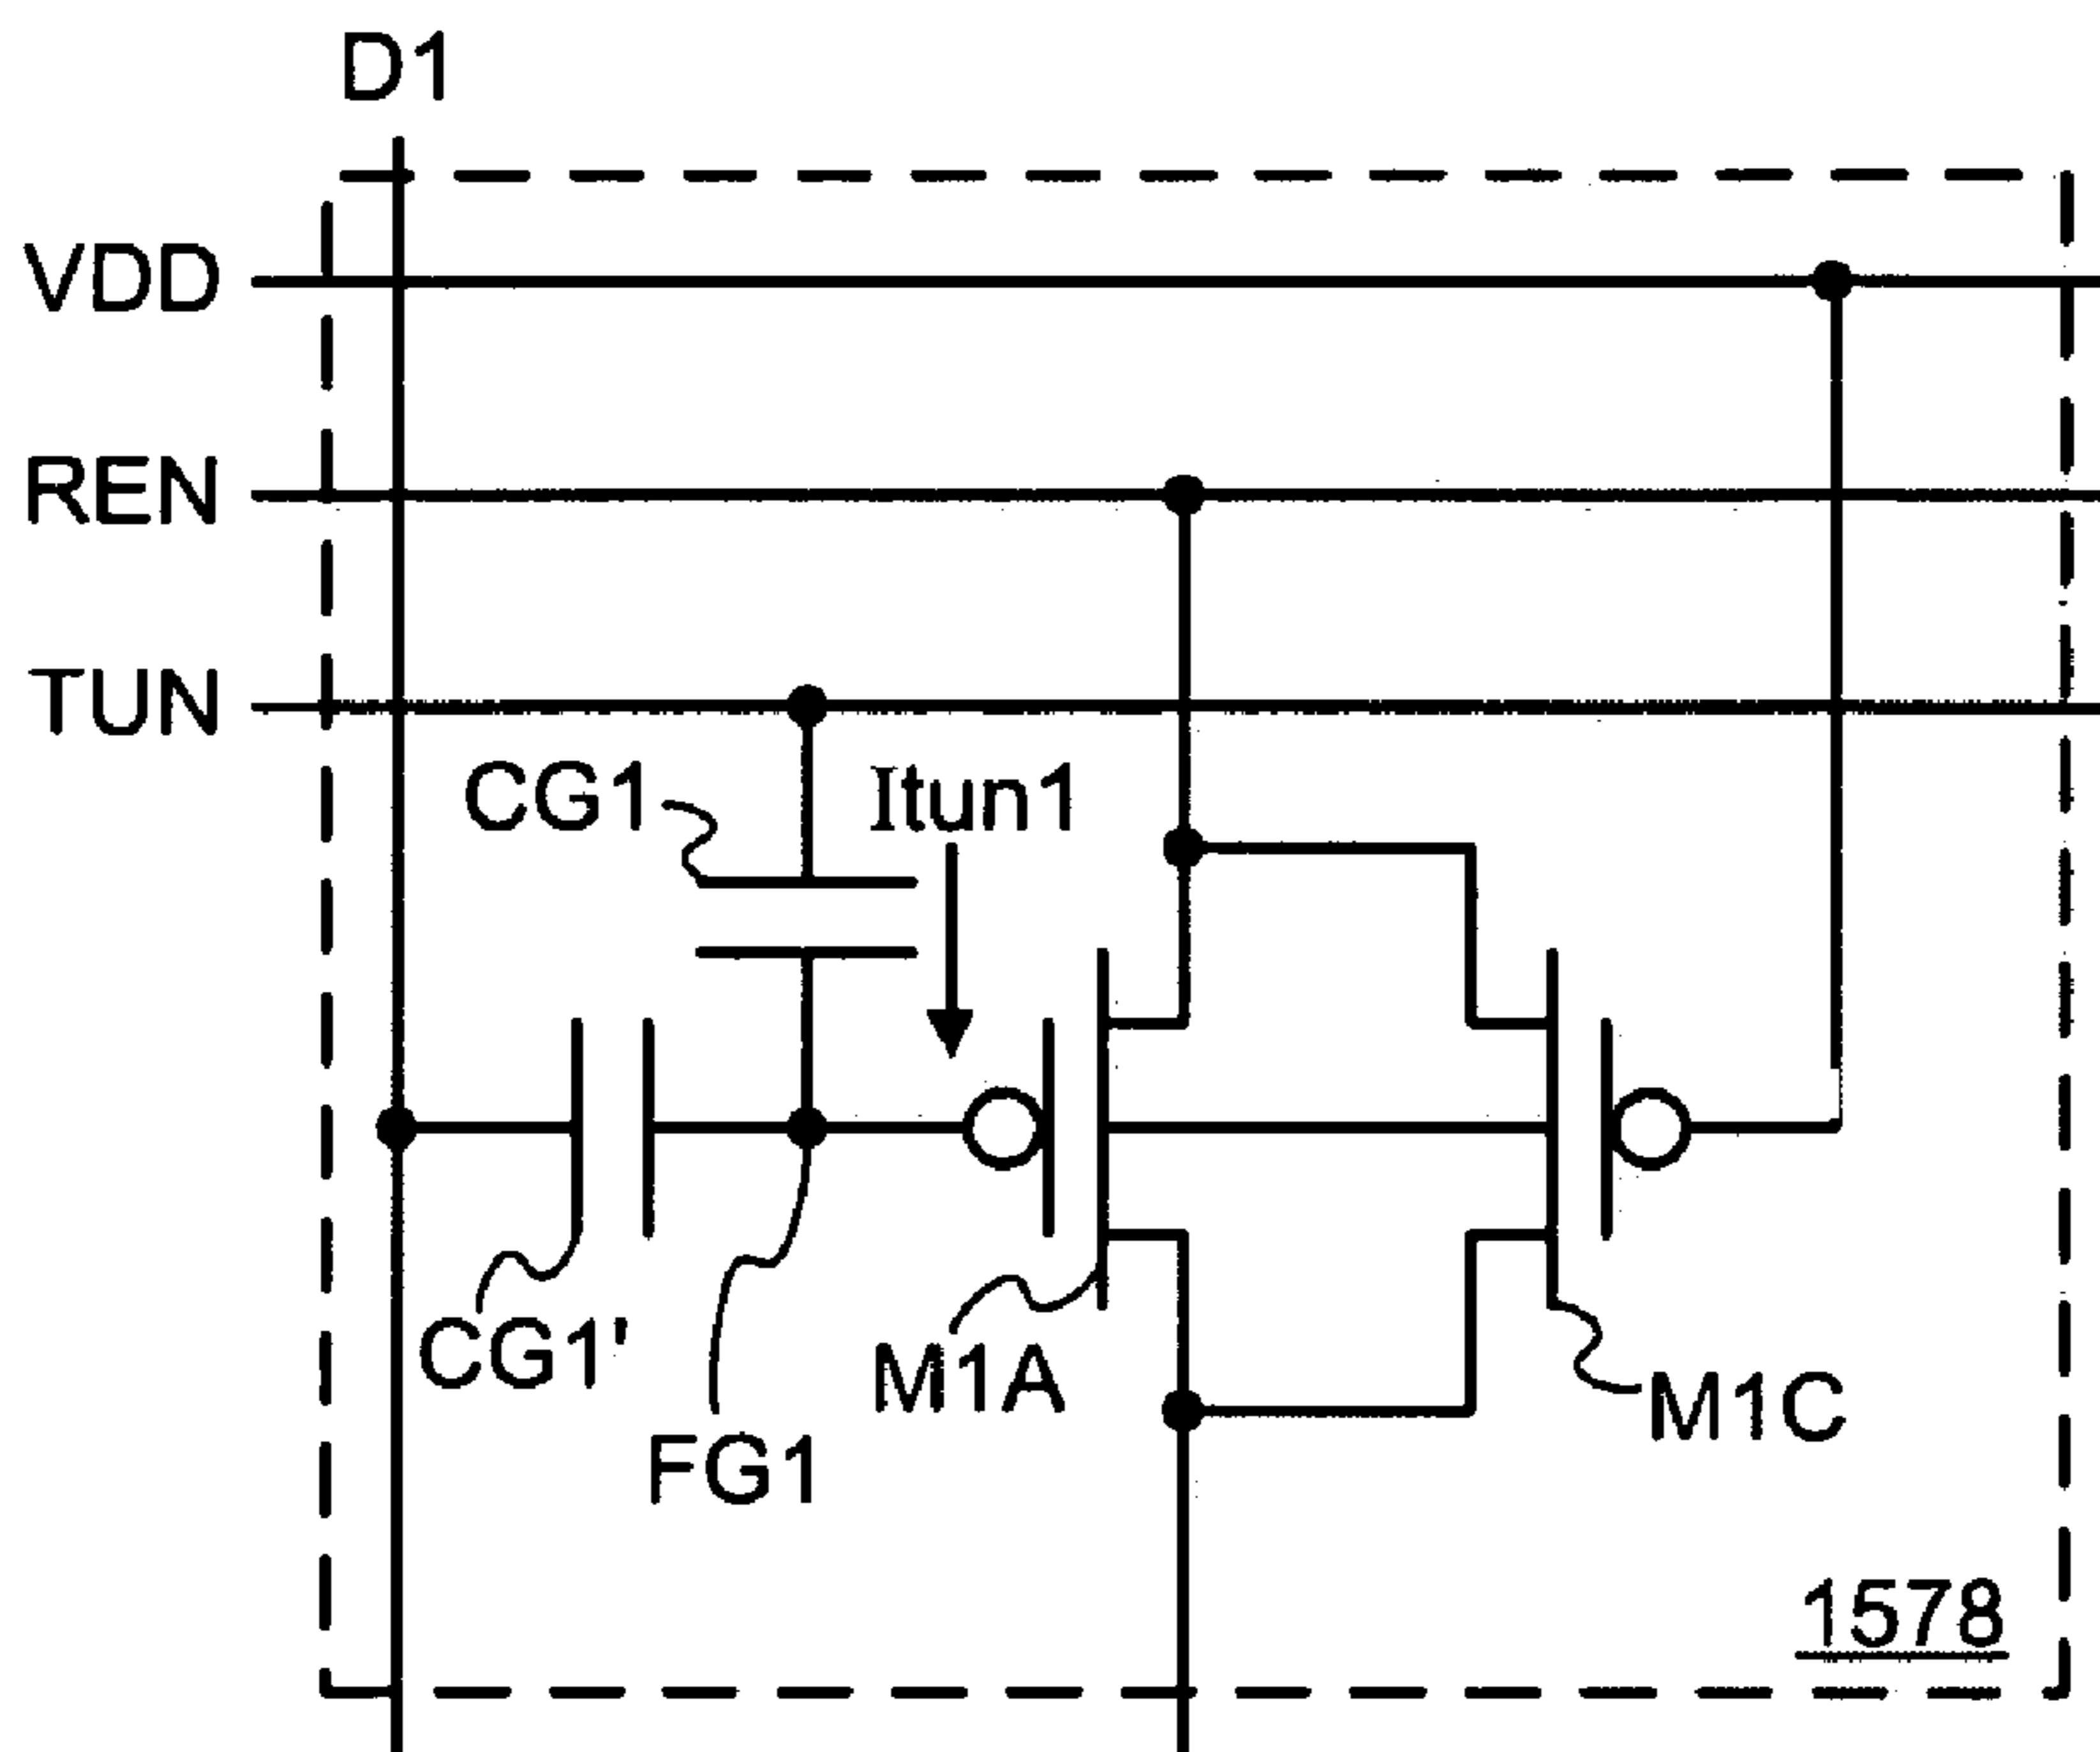 D1
VDD
REN
TUN
CG1
Itun1
CG1'
M1A
M1C
FG1
1578